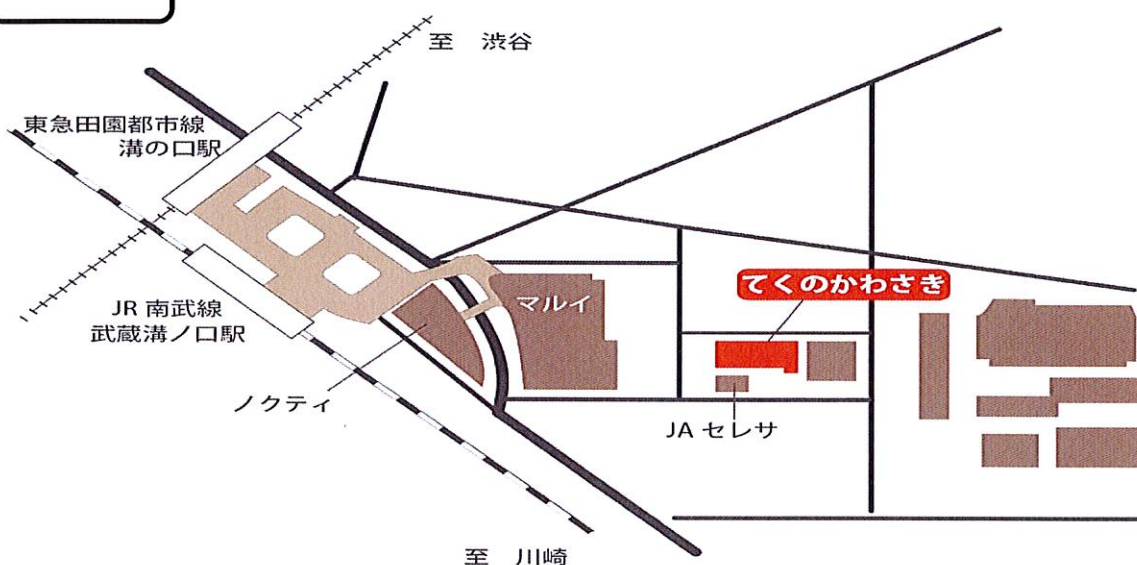 至 渋谷
東急田園都市線
溝の口駅
てくのかわさき
マルイ
JR 南武線
武蔵溝ノ口駅
ノクティ
JA セレサ
至 川崎